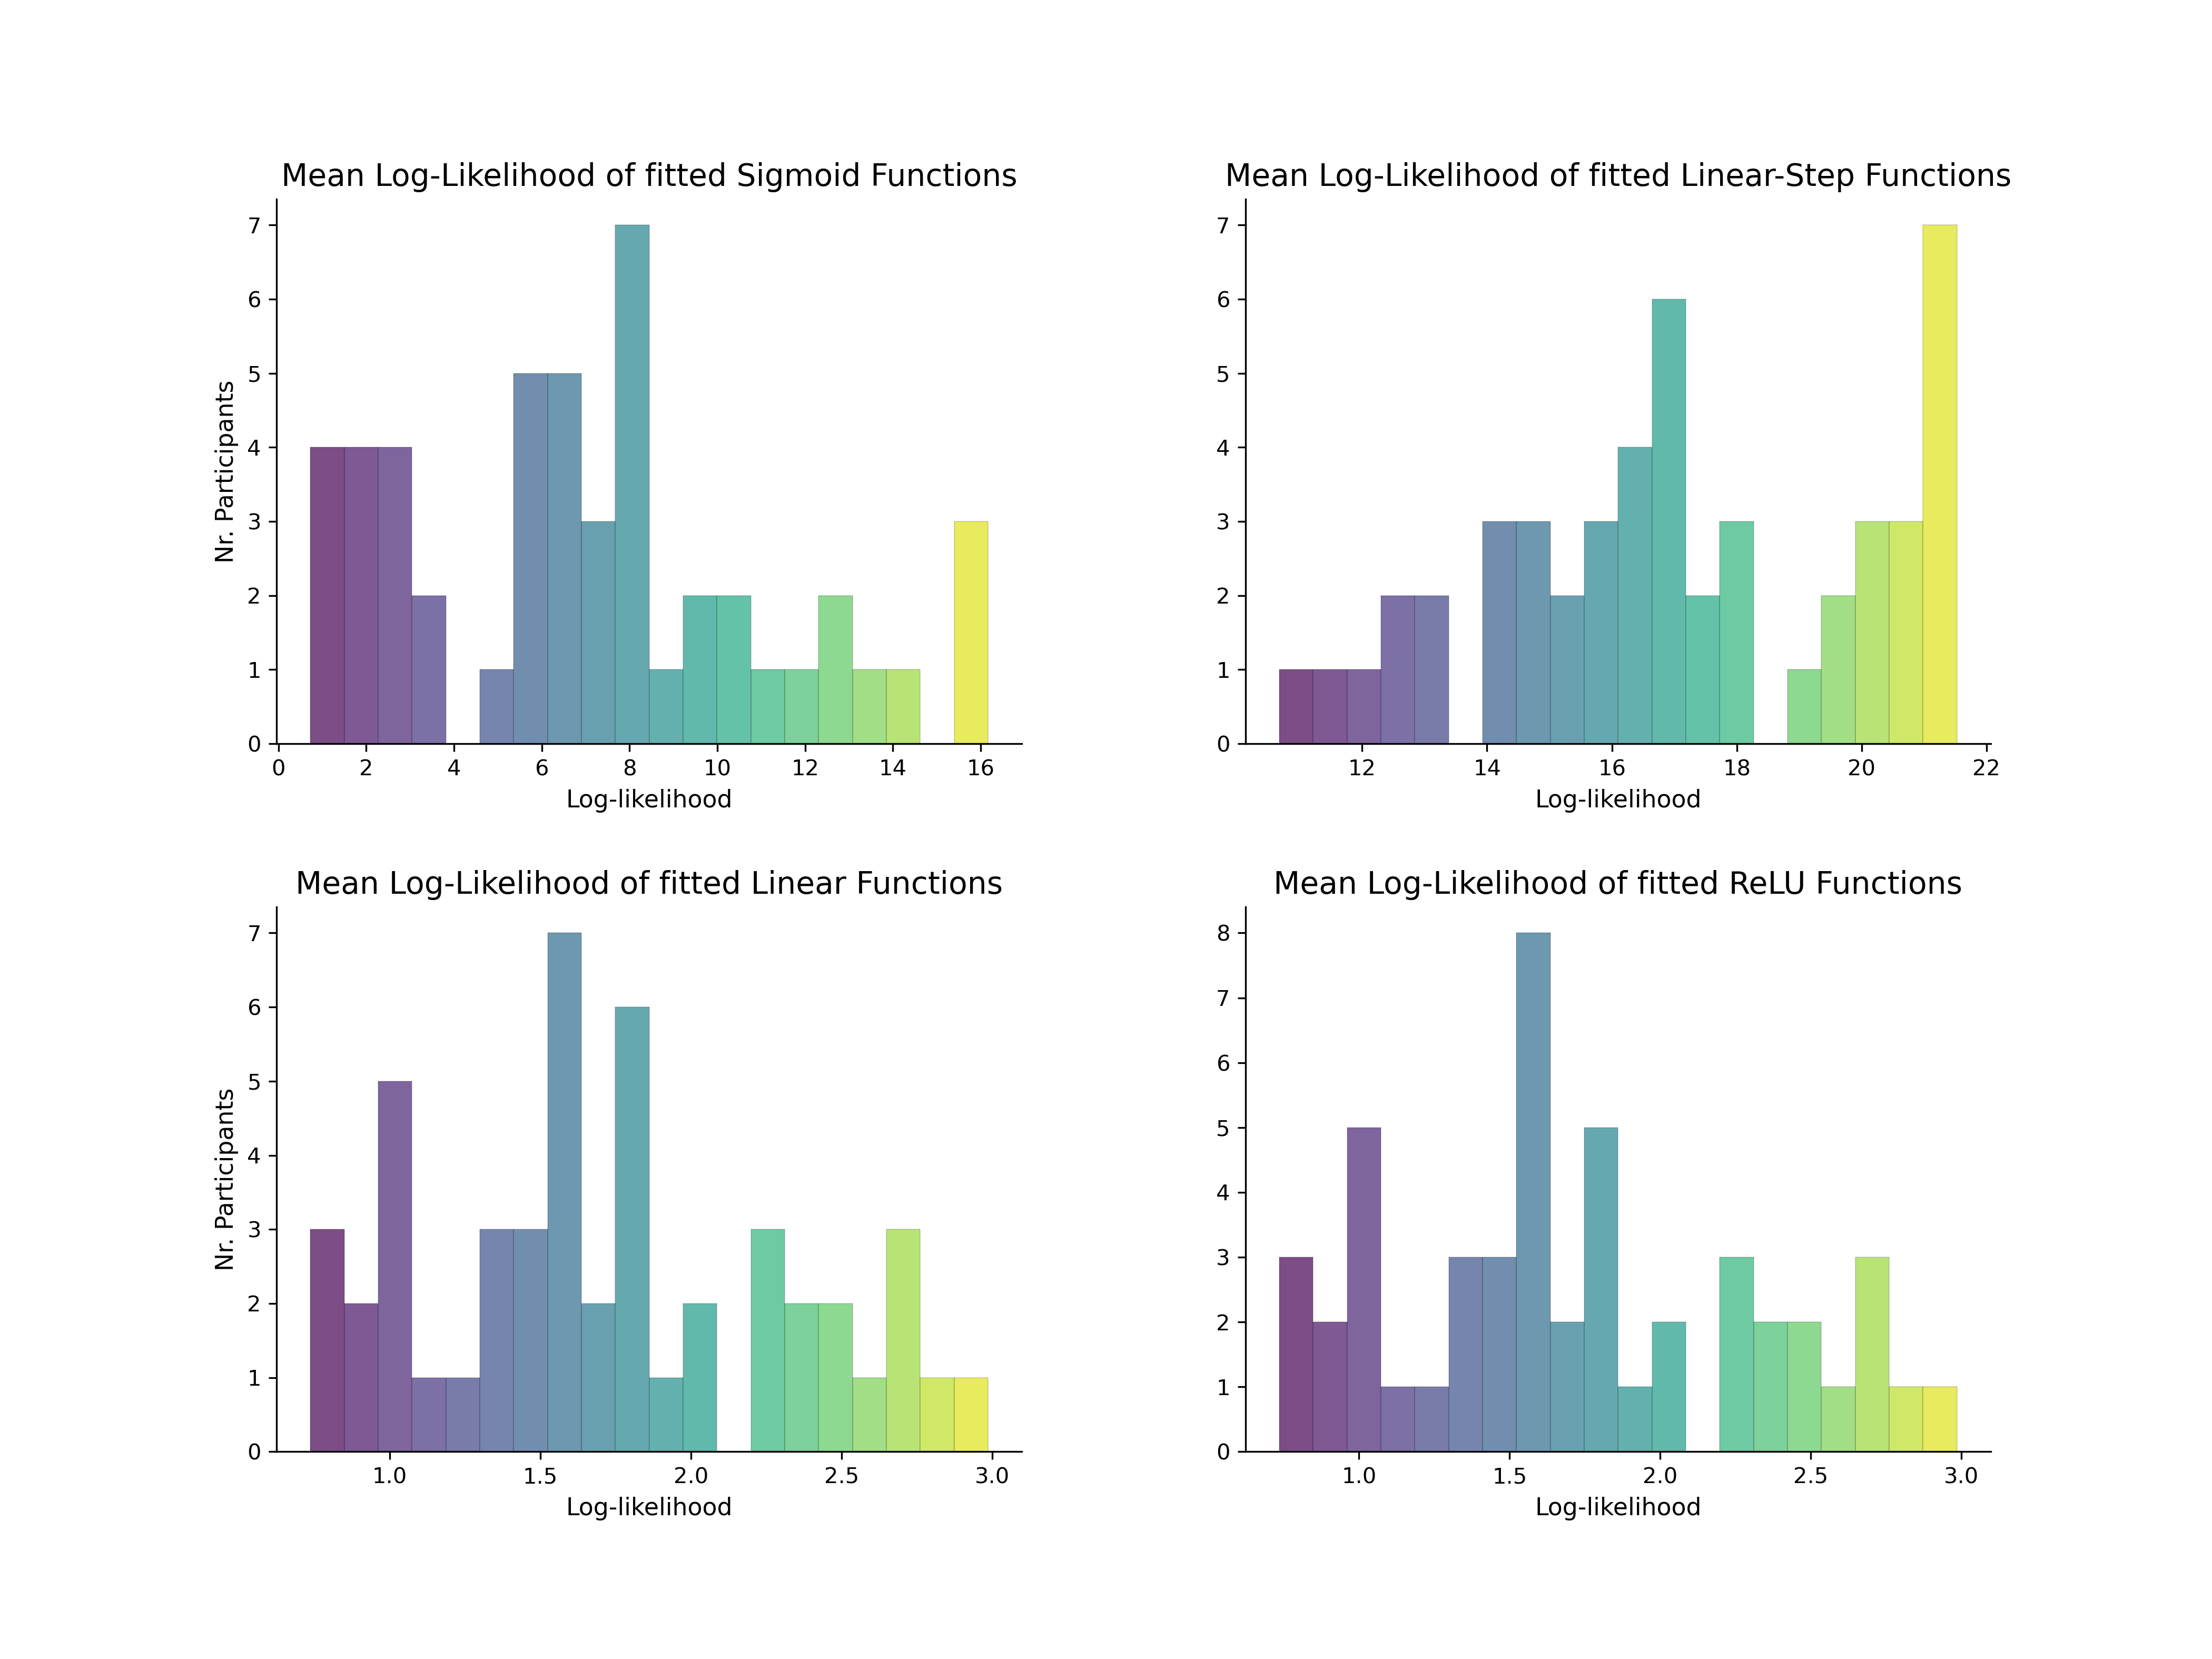 Mean Log-Likelihood of fitted Sigmoid Functions
7
6
5
4
3
2
1
0
Nr. Participants
0 2 4 6 8 10 12 14 16
Log-likelihood
Mean Log-Likelihood of fitted Linear-Step Functions
7
6
5
4
3
2
1
0
12 14 16 18 20 22
Log-likelihood
Mean Log-Likelihood of fitted Linear Functions
7
6
5
4
3
2
1
0
Nr. Participants
1.0 1.5 2.0 2.5 3.0
Log-likelihood
Mean Log-Likelihood of fitted ReLU Functions
8
7
6
5
4
3
2
1
0
1.0 1.5 2.0 2.5 3.0
Log-likelihood